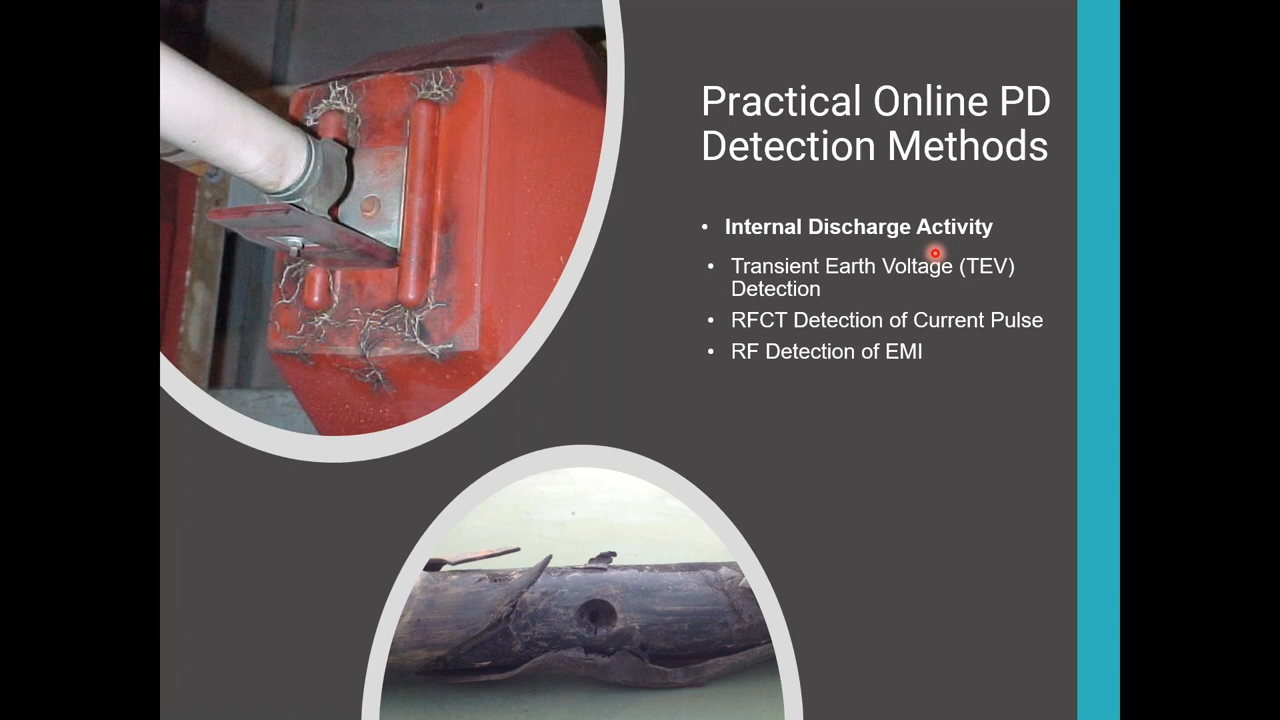 Practical Online PD
Detection Methods
• Internal Discharge Activity
• Transient Earth Voltage (TEV)
Detection
• RFCT Detection of Current Pulse
• RF Detection of EMI